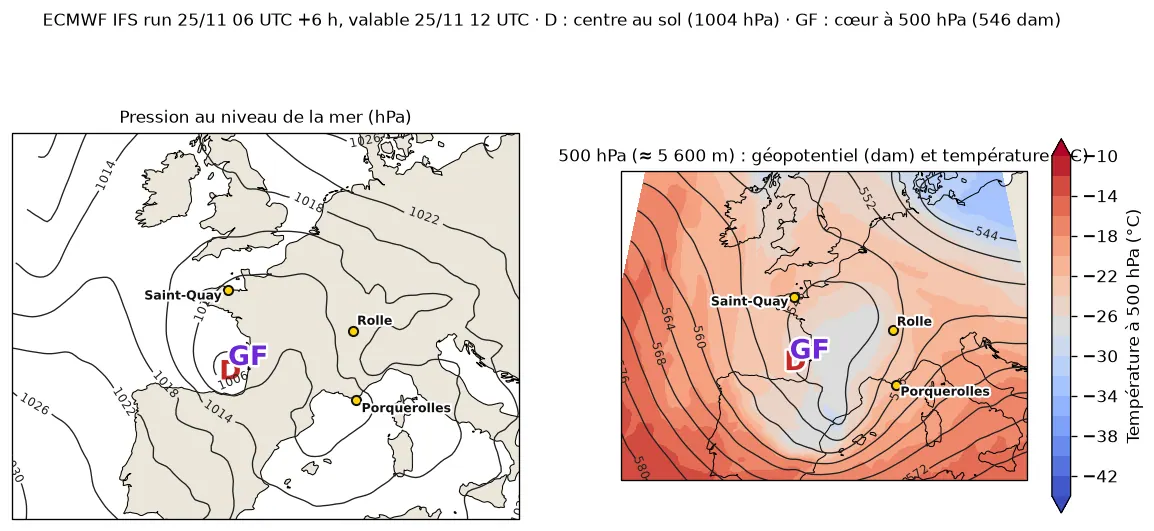 ECMWF IFS run 25/11 06 UTC +6 h, valable 25/11 12 UTC · D : centre au sol (1004 hPa) · GF : cœur à 500 hPa (546 dam)
Pression au niveau de la mer (hPa)
1026
1014
1018
1022
Saint-Quay
Rolle
GF
D
1006
1018
1022
1014
1026
Porquerolles
500 hPa (≈ 5 600 m) : géopotentiel (dam) et température
552
544
Saint-Quay
564
560
568
Rolle
GF
D
Porquerolles
580
572
−10
−14
−18
−22
−26
−30
−34
−38
−42
Température à 500 hPa (°C)